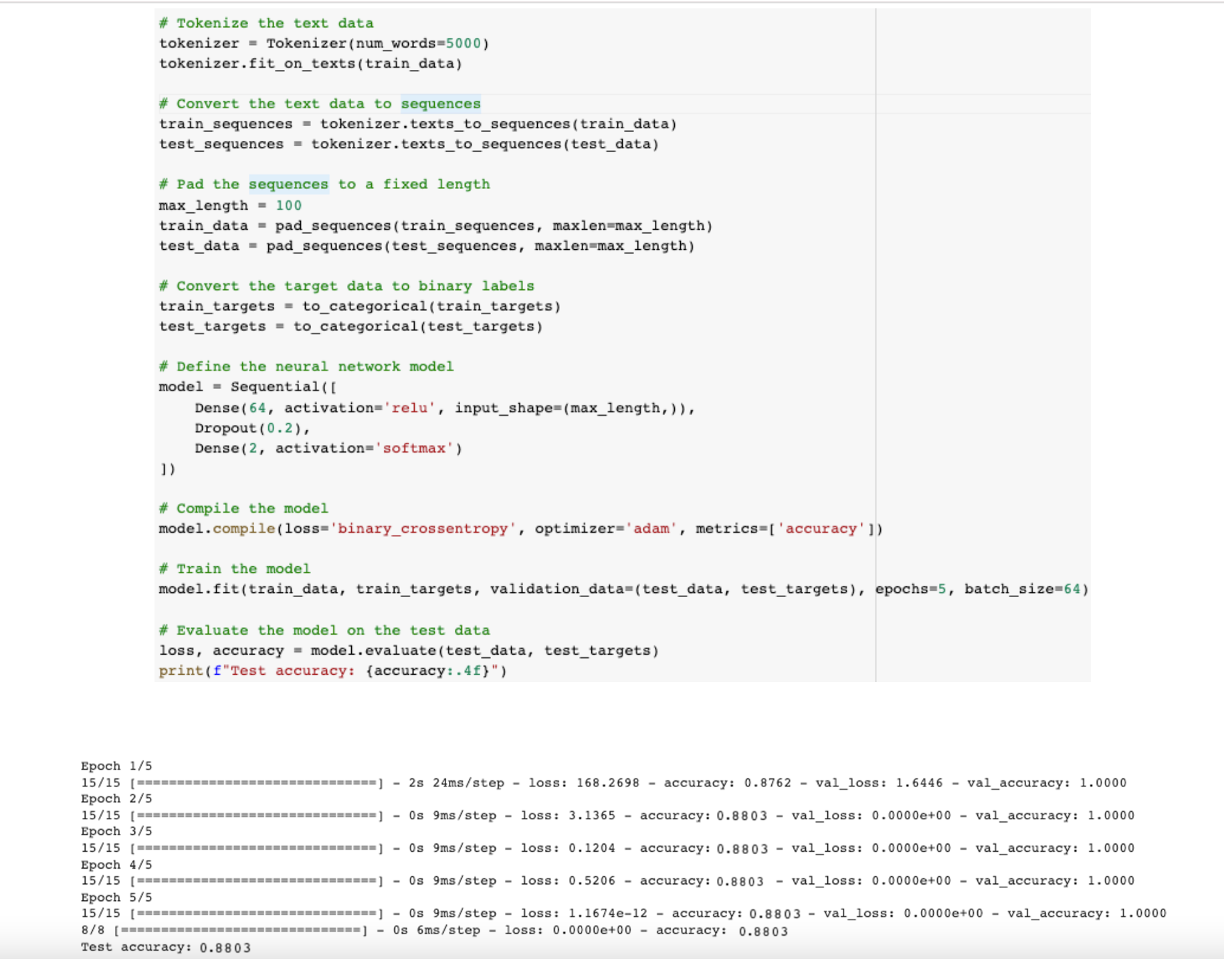 # Tokenize the text data
tokenizer = Tokenizer(num_words=5000)
tokenizer.fit_on_texts(train_data)
# Convert the text data to sequences
train_sequences = tokenizer.texts_to_sequences(train_data)
test_sequences = tokenizer.texts_to_sequences(test_data)
# Pad the sequences to a fixed length
max_length = 100
train_data = pad_sequences(train_sequences, maxlen=max_length)
test_data = pad_sequences(test_sequences, maxlen=max_length)
# Convert the target data to binary labels
train_targets = to_categorical(train_targets)
test_targets = to_categorical(test_targets)
# Define the neural network model
model = Sequential([
    Dense(64, activation='relu', input_shape=(max_length,)),
    Dropout(0.2),
    Dense(2, activation='softmax')
])
# Compile the model
model.compile(loss='binary_crossentropy', optimizer='adam', metrics=['accuracy'])
# Train the model
model.fit(train_data, train_targets, validation_data=(test_data, test_targets), epochs=5, batch_size=64)
# Evaluate the model on the test data
loss, accuracy = model.evaluate(test_data, test_targets)
print(f"Test accuracy: {accuracy:.4f}")
Epoch 1/5
15/15 [==============================] - 2s 24ms/step - loss: 168.2698 - accuracy: 0.8762 - val_loss: 1.6446 - val_accuracy: 1.0000
Epoch 2/5
15/15 [==============================] - 0s 9ms/step - loss: 3.1365 - accuracy: 0.8803 - val_loss: 0.0000e+00 - val_accuracy: 1.0000
Epoch 3/5
15/15 [==============================] - 0s 9ms/step - loss: 0.1204 - accuracy: 0.8803 - val_loss: 0.0000e+00 - val_accuracy: 1.0000
Epoch 4/5
15/15 [==============================] - 0s 9ms/step - loss: 0.5206 - accuracy: 0.8803 - val_loss: 0.0000e+00 - val_accuracy: 1.0000
Epoch 5/5
15/15 [==============================] - 0s 9ms/step - loss: 1.1674e-12 - accuracy: 0.8803 - val_loss: 0.0000e+00 - val_accuracy: 1.0000
8/8 [==============================] - 0s 6ms/step - loss: 0.0000e+00 - accuracy: 0.8803
Test accuracy: 0.8803